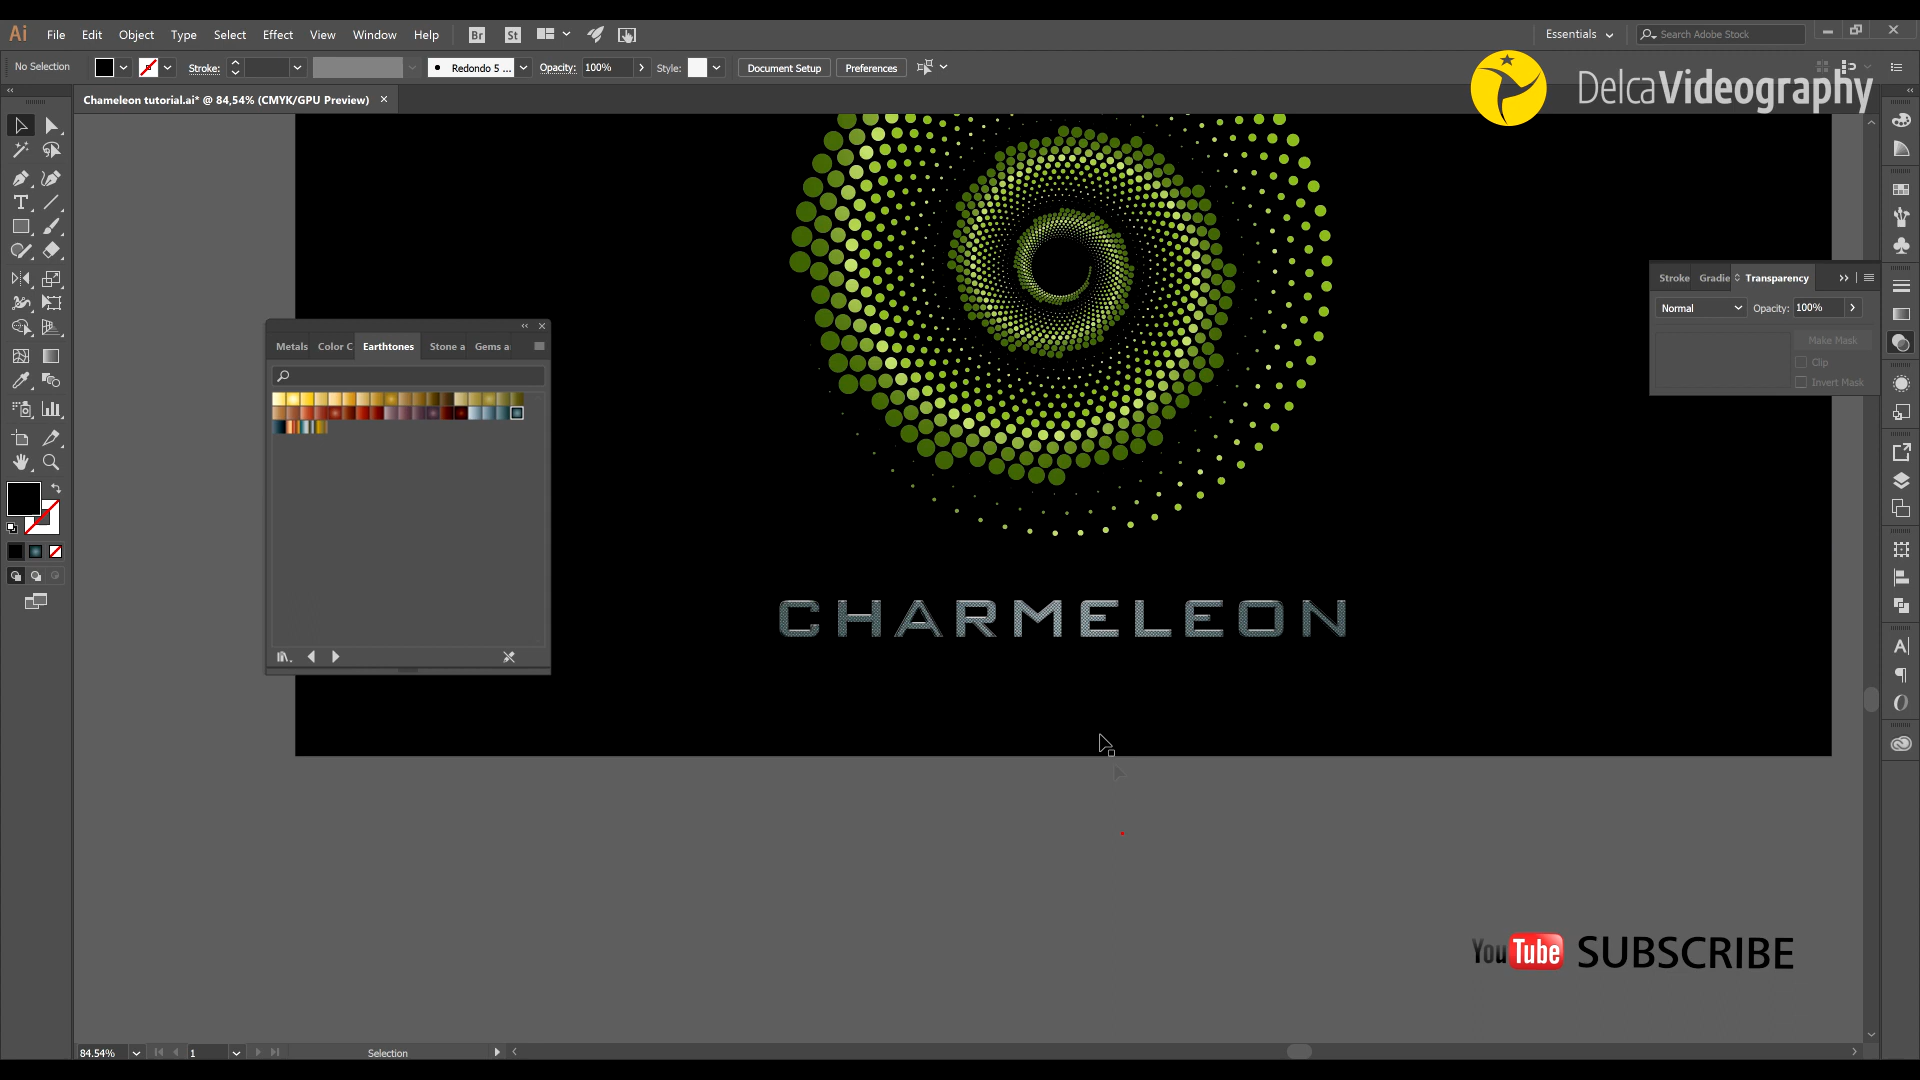 Ai File Edit Object Type Select Effect View Window Help Br St Essentials Search Adobe Stock
No Selection Stroke: Redondo 5 ... Opacity: 100% Style: Document Setup Preferences
DelcaVideography
Chameleon tutorial.ai* @ 84,54% (CMYK/GPU Preview)
Stroke Gradie Transparency
Normal Opacity: 100%
Make Mask
Clip
Invert Mask
Metals Color C Earthtones Stone a Gems a
CHARMELEON
YouTube SUBSCRIBE
84.54% 1 Selection